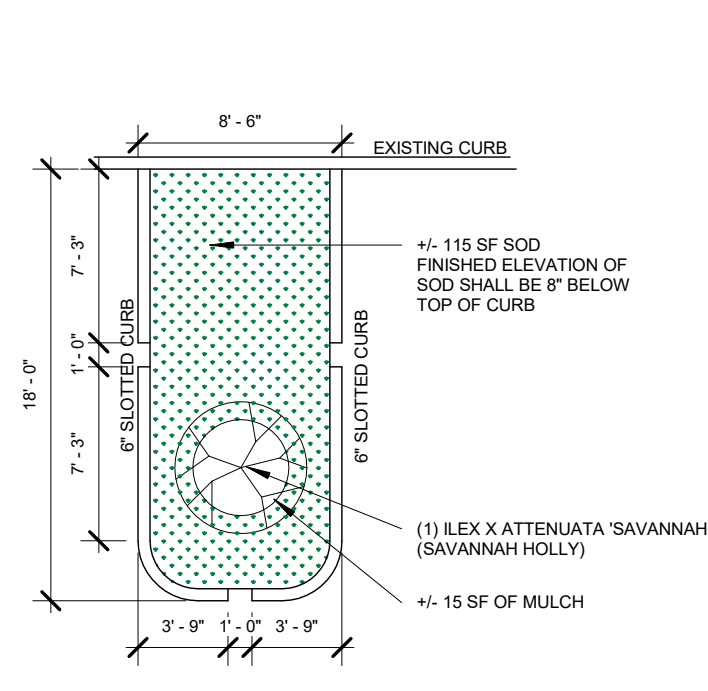 8' - 6"
EXISTING CURB
7' - 3"
1' - 0"
7' - 3"
18' - 0"
6" SLOTTED CURB
6" SLOTTED CURB
+/- 115 SF SOD
FINISHED ELEVATION OF
SOD SHALL BE 8" BELOW
TOP OF CURB
(1) ILEX X ATTENUATA 'SAVANNAH
(SAVANNAH HOLLY)
+/- 15 SF OF MULCH
3' - 9" 1' - 0" 3' - 9"